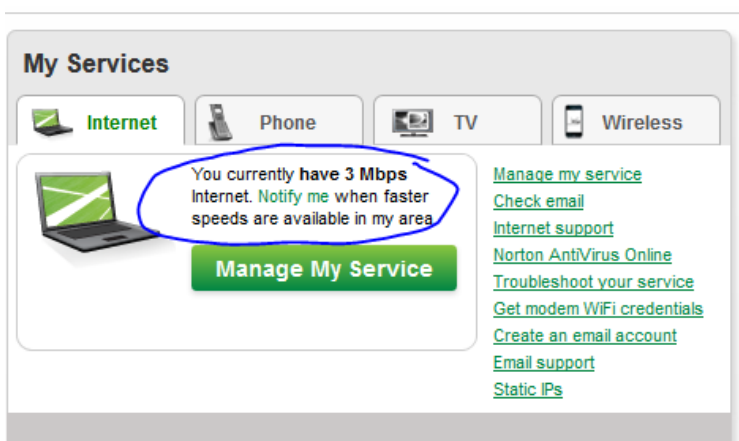 My Services
Internet
Phone
TV
Wireless
You currently have 3 Mbps
Internet. Notify me when faster
speeds are available in my area
Manage My Service
Manage my service
Check email
Internet support
Norton AntiVirus Online
Troubleshoot your service
Get modem WiFi credentials
Create an email account
Email support
Static IPs